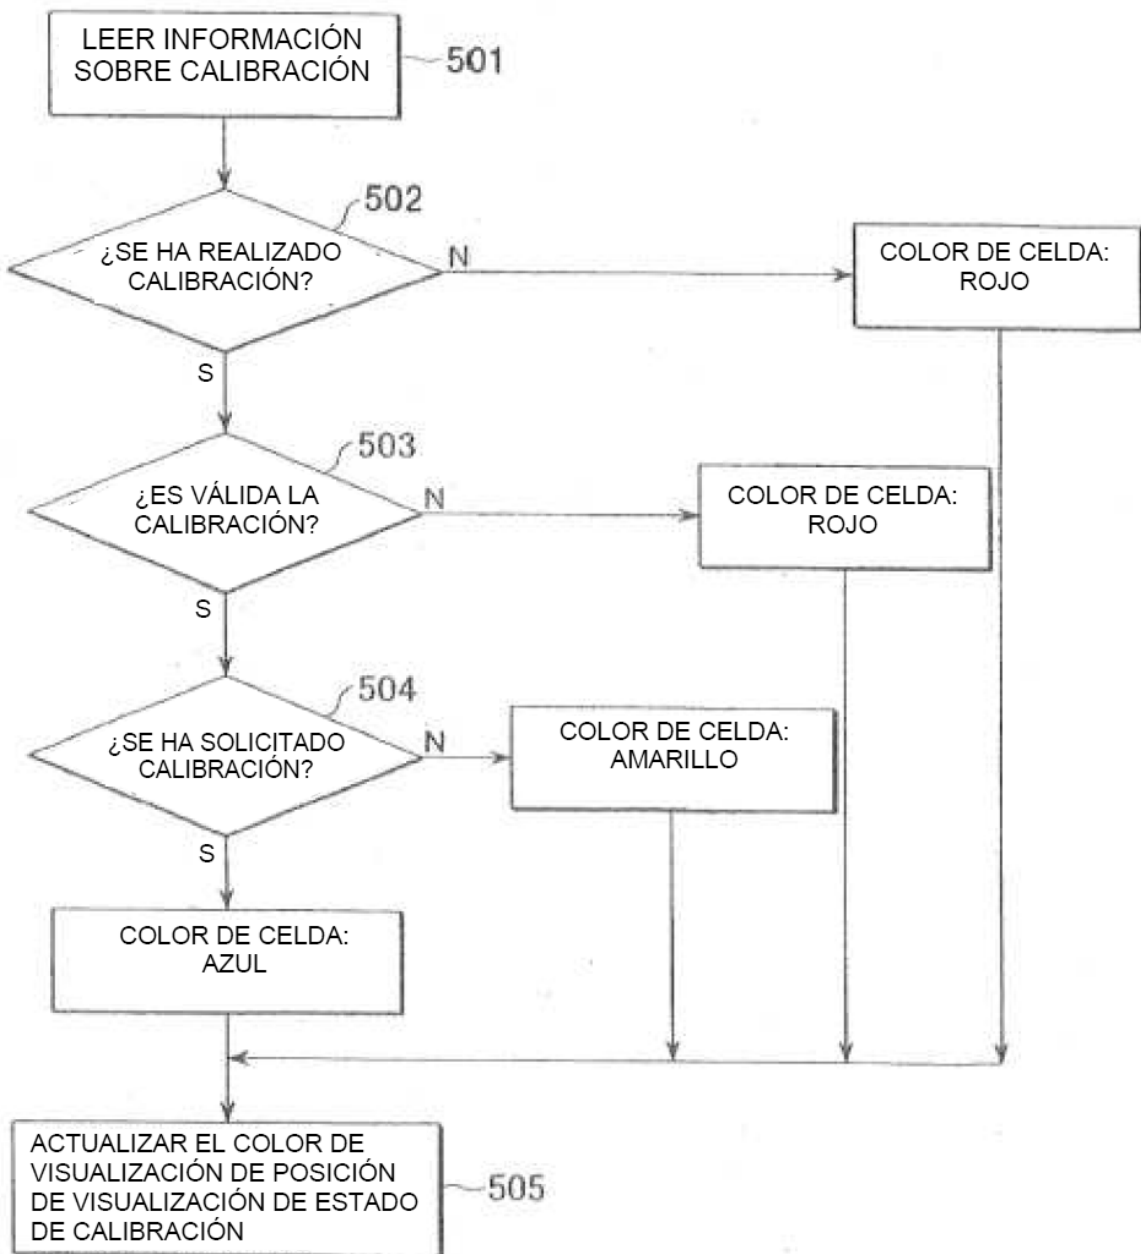 LEER INFORMACIÓN
SOBRE CALIBRACIÓN
501
502
¿SE HA REALIZADO
CALIBRACIÓN?
N
COLOR DE CELDA:
ROJO
S
503
¿ES VÁLIDA LA
CALIBRACIÓN?
N
COLOR DE CELDA:
ROJO
S
504
¿SE HA SOLICITADO
CALIBRACIÓN?
N
COLOR DE CELDA:
AMARILLO
S
COLOR DE CELDA:
AZUL
ACTUALIZAR EL COLOR DE
VISUALIZACIÓN DE POSICIÓN
DE VISUALIZACIÓN DE ESTADO
DE CALIBRACIÓN
505